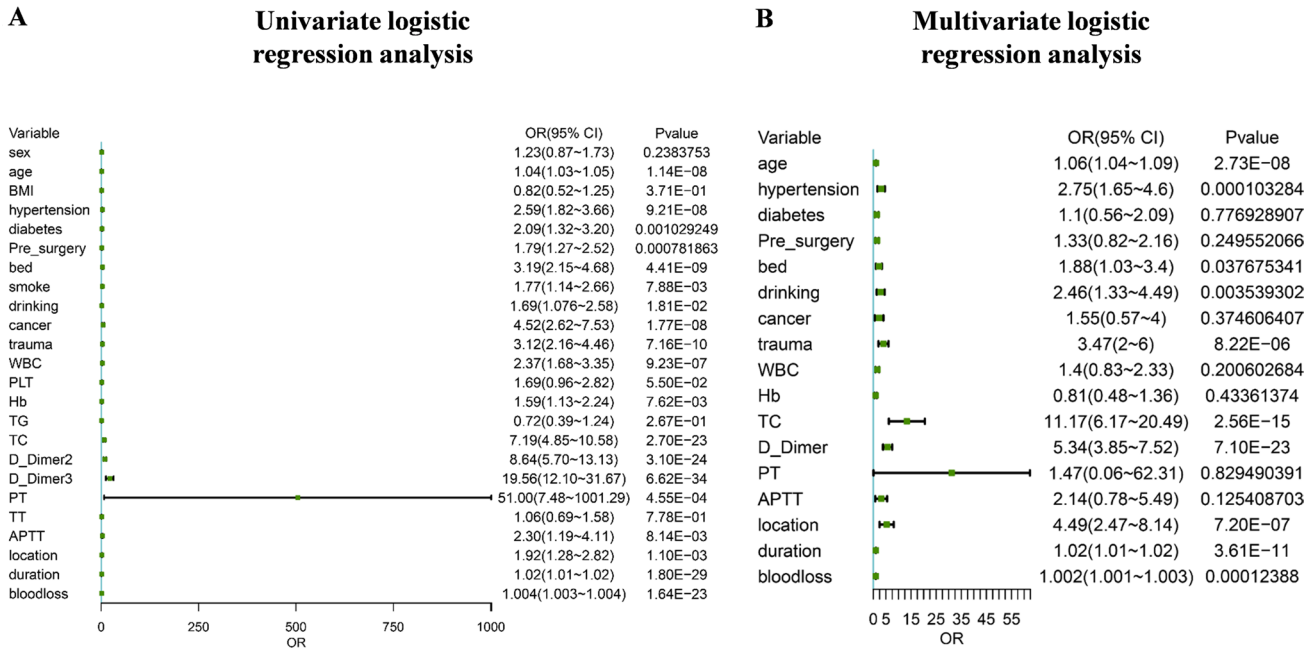 A
Univariate logistic
regression analysis
Variable OR(95% CI) Pvalue
sex 1.23(0.87~1.73) 0.2383753
age 1.04(1.03~1.05) 1.14E−08
BMI 0.82(0.52~1.25) 3.71E−01
hypertension 2.59(1.82~3.66) 9.21E−08
diabetes 2.09(1.32~3.20) 0.001029249
Pre_surgery 1.79(1.27~2.52) 0.000781863
bed 3.19(2.15~4.68) 4.41E−09
smoke 1.77(1.14~2.66) 7.88E−03
drinking 1.69(1.076~2.58) 1.81E−02
cancer 4.52(2.62~7.53) 1.77E−08
trauma 3.12(2.16~4.46) 7.16E−10
WBC 2.37(1.68~3.35) 9.23E−07
PLT 1.69(0.96~2.82) 5.50E−02
Hb 1.59(1.13~2.24) 7.62E−03
TG 0.72(0.39~1.24) 2.67E−01
TC 7.19(4.85~10.58) 2.70E−23
D_Dimer2 8.64(5.70~13.13) 3.10E−24
D_Dimer3 19.56(12.10~31.67) 6.62E−34
PT 51.00(7.48~1001.29) 4.55E−04
TT 1.06(0.69~1.58) 7.78E−01
APTT 2.30(1.19~4.11) 8.14E−03
location 1.92(1.28~2.82) 1.10E−03
duration 1.02(1.01~1.02) 1.80E−29
bloodloss 1.004(1.003~1.004) 1.64E−23
0 250 500 750 1000
OR
B
Multivariate logistic
regression analysis
Variable OR(95% CI) Pvalue
age 1.06(1.04~1.09) 2.73E−08
hypertension 2.75(1.65~4.6) 0.000103284
diabetes 1.1(0.56~2.09) 0.776928907
Pre_surgery 1.33(0.82~2.16) 0.249552066
bed 1.88(1.03~3.4) 0.037675341
drinking 2.46(1.33~4.49) 0.003539302
cancer 1.55(0.57~4) 0.374606407
trauma 3.47(2~6) 8.22E−06
WBC 1.4(0.83~2.33) 0.200602684
Hb 0.81(0.48~1.36) 0.43361374
TC 11.17(6.17~20.49) 2.56E−15
D_Dimer 5.34(3.85~7.52) 7.10E−23
PT 1.47(0.06~62.31) 0.829490391
APTT 2.14(0.78~5.49) 0.125408703
location 4.49(2.47~8.14) 7.20E−07
duration 1.02(1.01~1.02) 3.61E−11
bloodloss 1.002(1.001~1.003) 0.00012388
0 5 15 25 35 45 55
OR